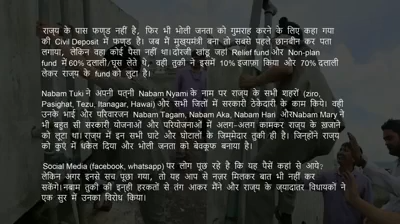 राज्य के पास फण्ड नहीं है, फिर भी भोली जनता को गुमराह करने के लिए कहा गया
की Civil Deposit में फण्ड है। जब मैं मुख्यमंत्री बना तो सबसे पहले छानबीन कर पता
लगाया, लेकिन वहा कोई पैसा नहीं था।दोरजी खांडू जहां Relief fund और Non-plan
fund में 60% दलाली/घूस लेते थे, वही तुकी ने इसमें 10% इजाफा किया और 70% दलाली
लेकर राज्य के fund को लुटा है।
Nabam Tuki ने अपनी पत्नी Nabam Nyami के नाम पर राज्य के सभी शहरों (ziro,
Pasighat, Tezu, Itanagar, Hawai) और सभी जिलों में सरकारी ठेकेदारी के काम किये। वही
उनके भाई और परिवारजन Nabam Tagam, Nabam Aka, Nabam Hari औरNabam Mary ने
भी बहुत सी सरकारी योजनाओं और परियोजनाओं में अलग-अलग कामकर राज्य के खजाने
को लुटा था।राज्य में इन सभी घाटे और घोटालों के जिम्मेदार तुकी ही है। जिन्होंने राज्य
को कुएं में धकेल दिया और भोली जनता को बेवकूफ बनाया है।
Social Media (facebook, whatsapp) पर लोग पूछ रहे है कि यह पैसें कहां से आये?
लेकिन अगर इनसे सच पूछा गया, तो यह आप से नज़र मिलकर बात भी नहीं कर
सकेंगे।नबाम तुकी की इन्ही हरकतों से तंग आकर मैंने और राज्य के ज्यादातर विधायकों ने
एक सुर में उनका विरोध किया।